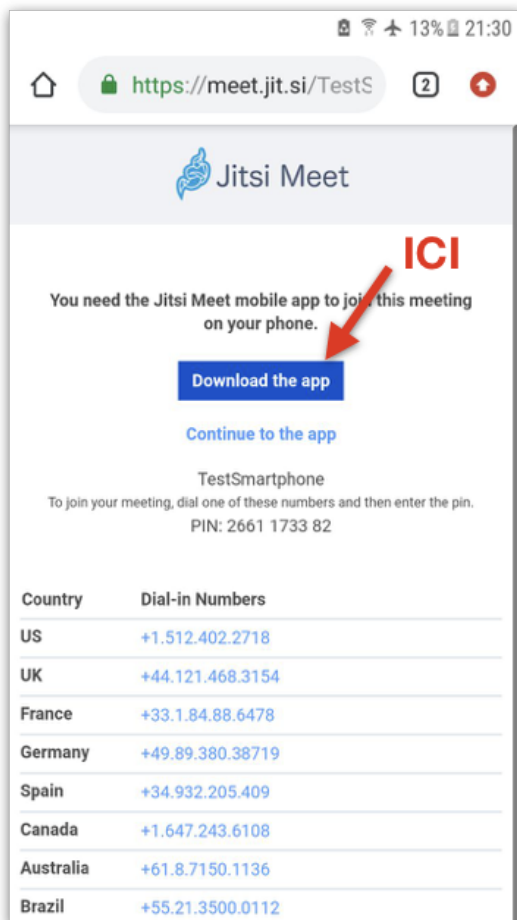 13% 21:30
https://meet.jit.si/TestS 2
Jitsi Meet
ICI
You need the Jitsi Meet mobile app to join this meeting
on your phone.
Download the app
Continue to the app
TestSmartphone
To join your meeting, dial one of these numbers and then enter the pin.
PIN: 2661 1733 82
Country Dial-in Numbers
US +1.512.402.2718
UK +44.121.468.3154
France +33.1.84.88.6478
Germany +49.89.380.38719
Spain +34.932.205.409
Canada +1.647.243.6108
Australia +61.8.7150.1136
Brazil +55.21.3500.0112